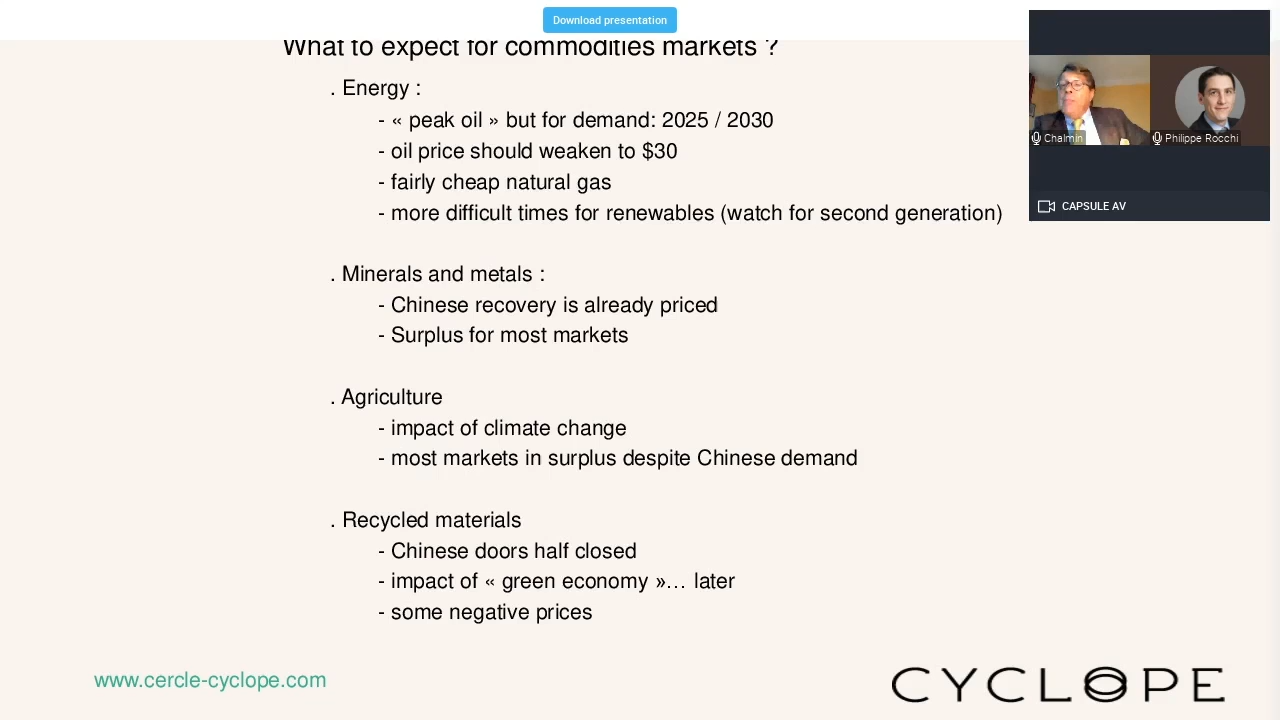 Download presentation
What to expect for commodities markets ?
. Energy :
- « peak oil » but for demand: 2025 / 2030
- oil price should weaken to $30
- fairly cheap natural gas
- more difficult times for renewables (watch for second generation)
. Minerals and metals :
- Chinese recovery is already priced
- Surplus for most markets
. Agriculture
- impact of climate change
- most markets in surplus despite Chinese demand
. Recycled materials
- Chinese doors half closed
- impact of « green economy »… later
- some negative prices
www.cercle-cyclope.com
CYCLOPE
Chalmin
Philippe Rocchi
CAPSULE AV